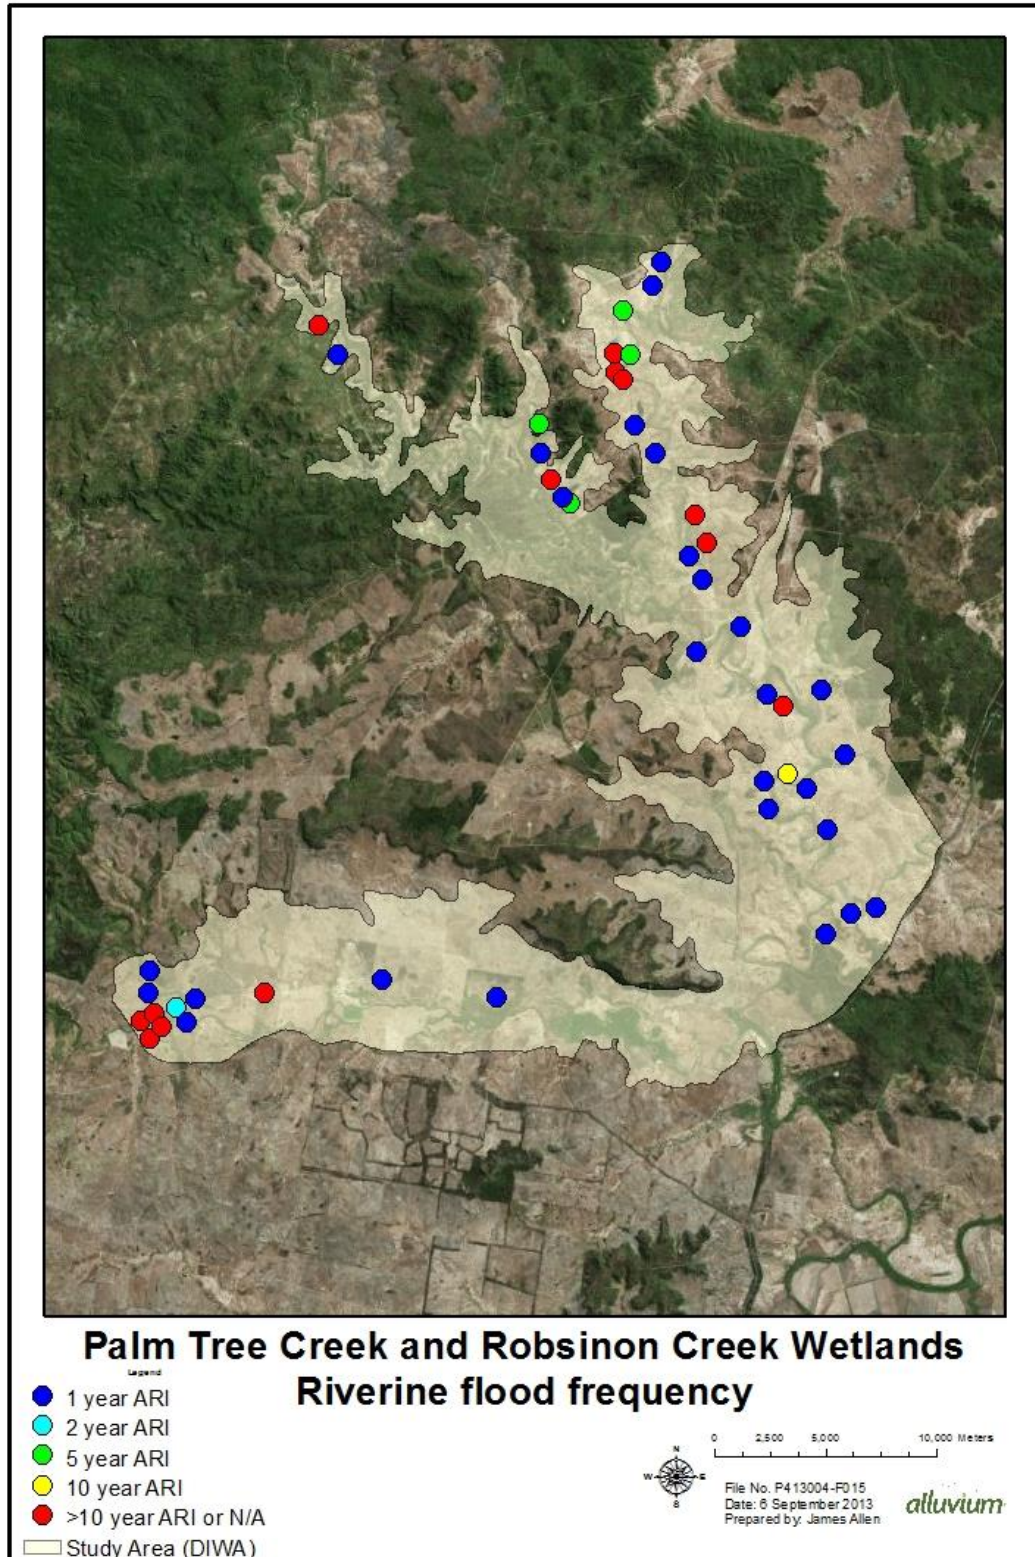 Palm Tree Creek and Robsinon Creek Wetlands
Riverine flood frequency
Legend
1 year ARI
2 year ARI
5 year ARI
10 year ARI
>10 year ARI or N/A
Study Area (DIWA)
0 2,500 5,000 10,000 Meters
N
W E
S
File No. P413004-F015
Date: 6 September 2013
Prepared by: James Allen
alluvium